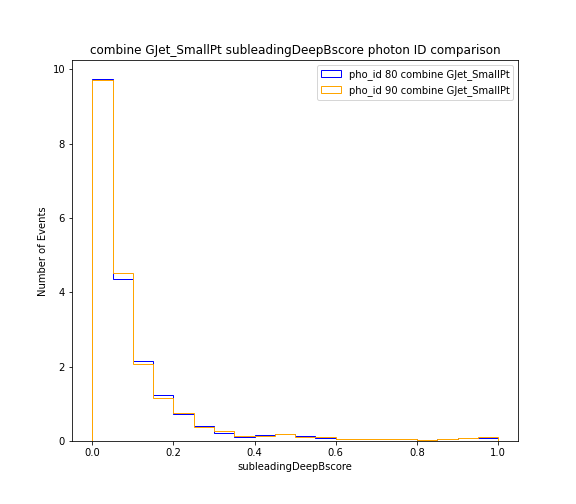 combine GJet_SmallPt subleadingDeepBscore photon ID comparison
pho_id 80 combine GJet_SmallPt
pho_id 90 combine GJet_SmallPt
Number of Events
10
8
6
4
2
0
0.0 0.2 0.4 0.6 0.8 1.0
subleadingDeepBscore